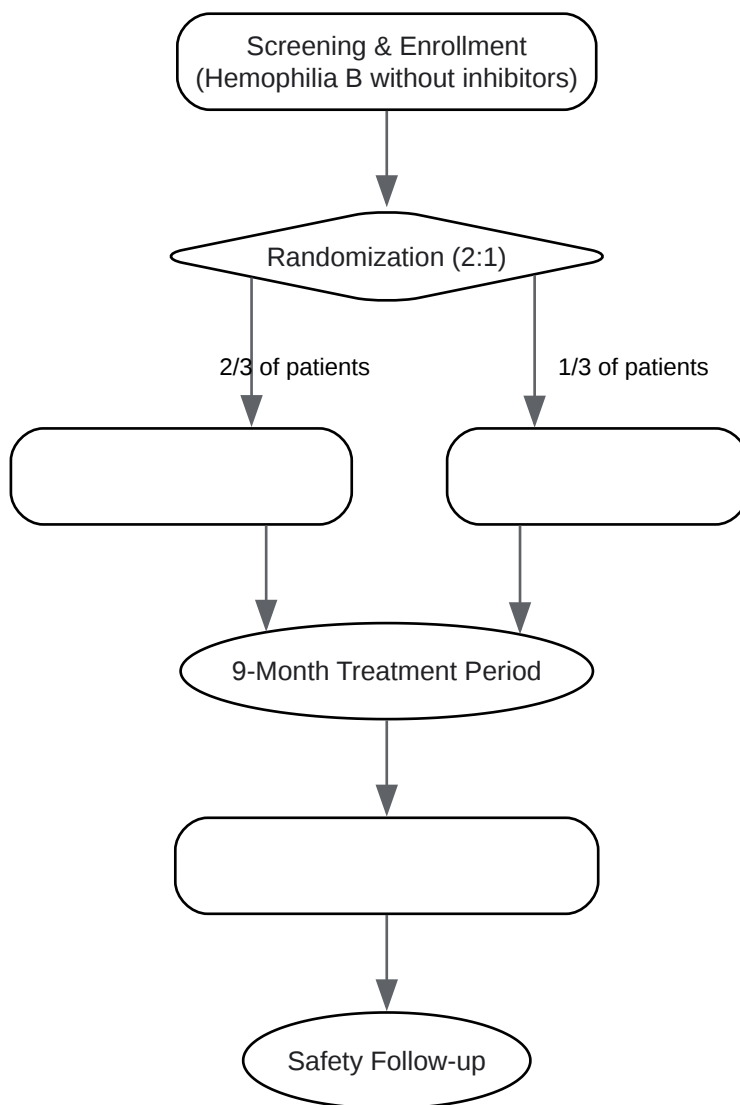 Screening & Enrollment
(Hemophilia B without inhibitors)
Randomization (2:1)
2/3 of patients
1/3 of patients
9-Month Treatment Period
Safety Follow-up